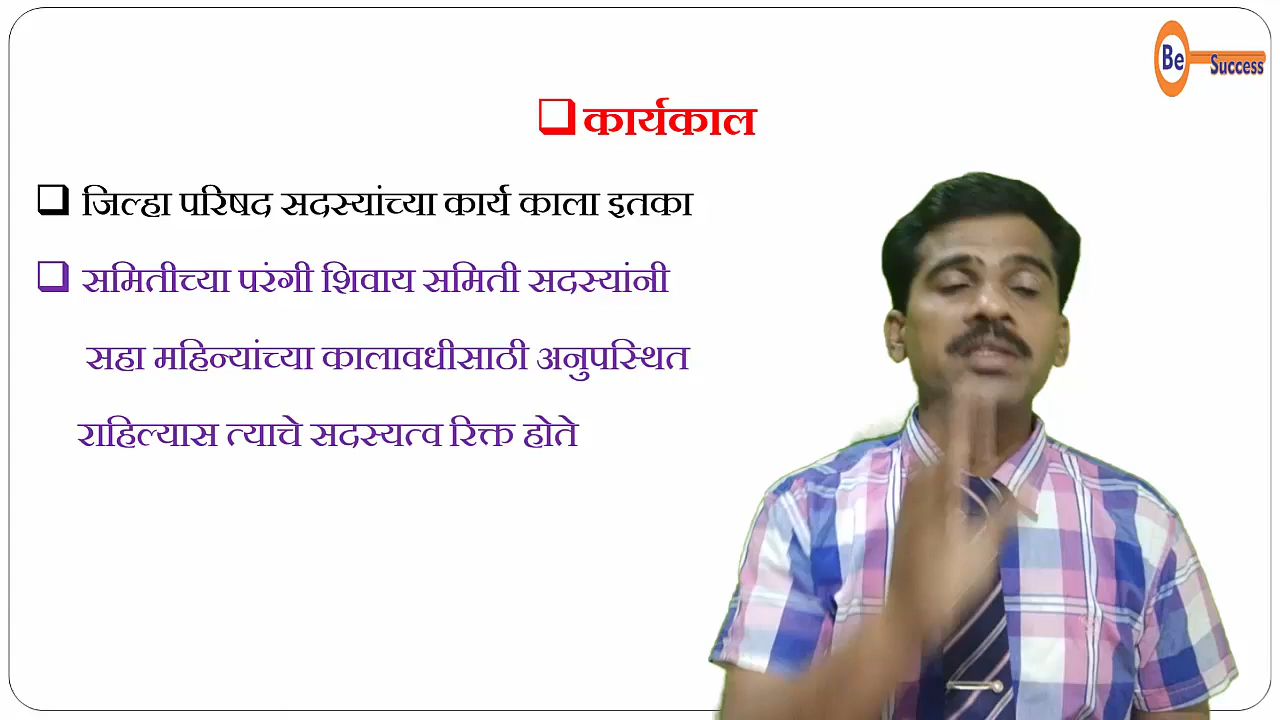 Be Success
कार्यकाल
जिल्हा परिषद सदस्यांच्या कार्य काला इतका
समितीच्या परंगी शिवाय समिती सदस्यांनी
सहा महिन्यांच्या कालावधीसाठी अनुपस्थित
राहिल्यास त्याचे सदस्यत्व रिक्त होते